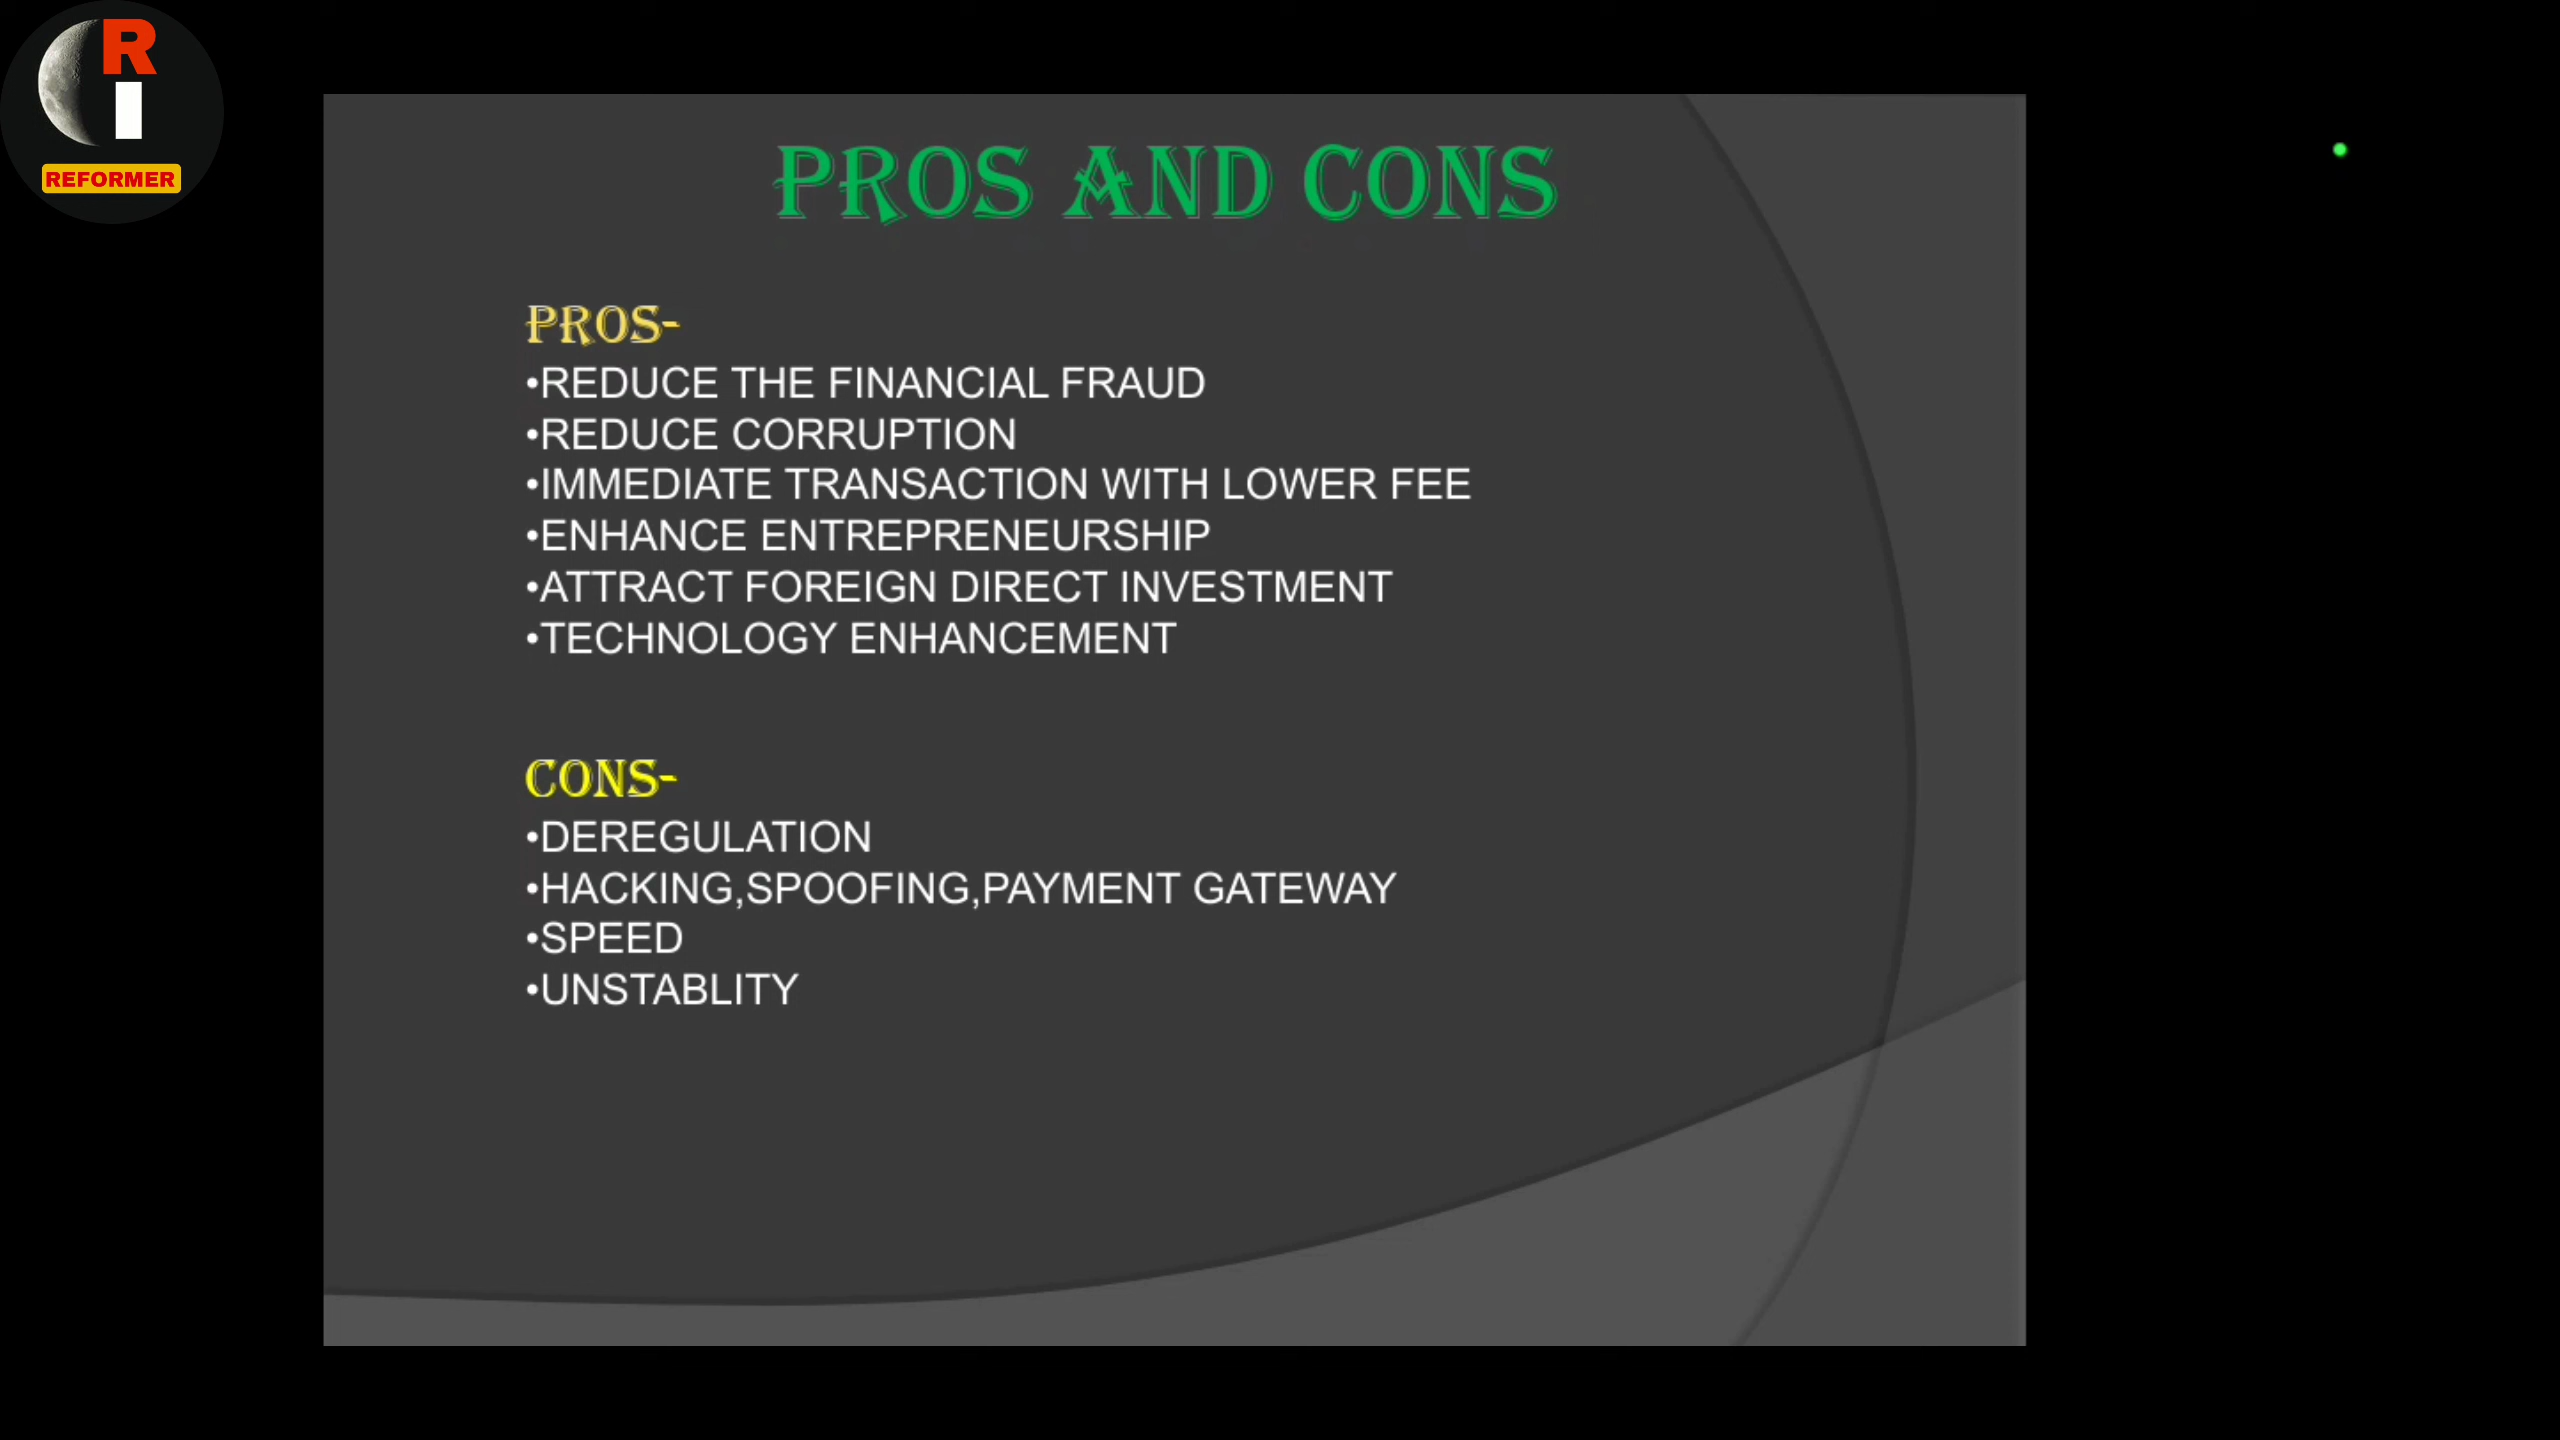 R
I
REFORMER
PROS AND CONS
PROS-
•REDUCE THE FINANCIAL FRAUD
•REDUCE CORRUPTION
•IMMEDIATE TRANSACTION WITH LOWER FEE
•ENHANCE ENTREPRENEURSHIP
•ATTRACT FOREIGN DIRECT INVESTMENT
•TECHNOLOGY ENHANCEMENT
CONS-
•DEREGULATION
•HACKING,SPOOFING,PAYMENT GATEWAY
•SPEED
•UNSTABLITY